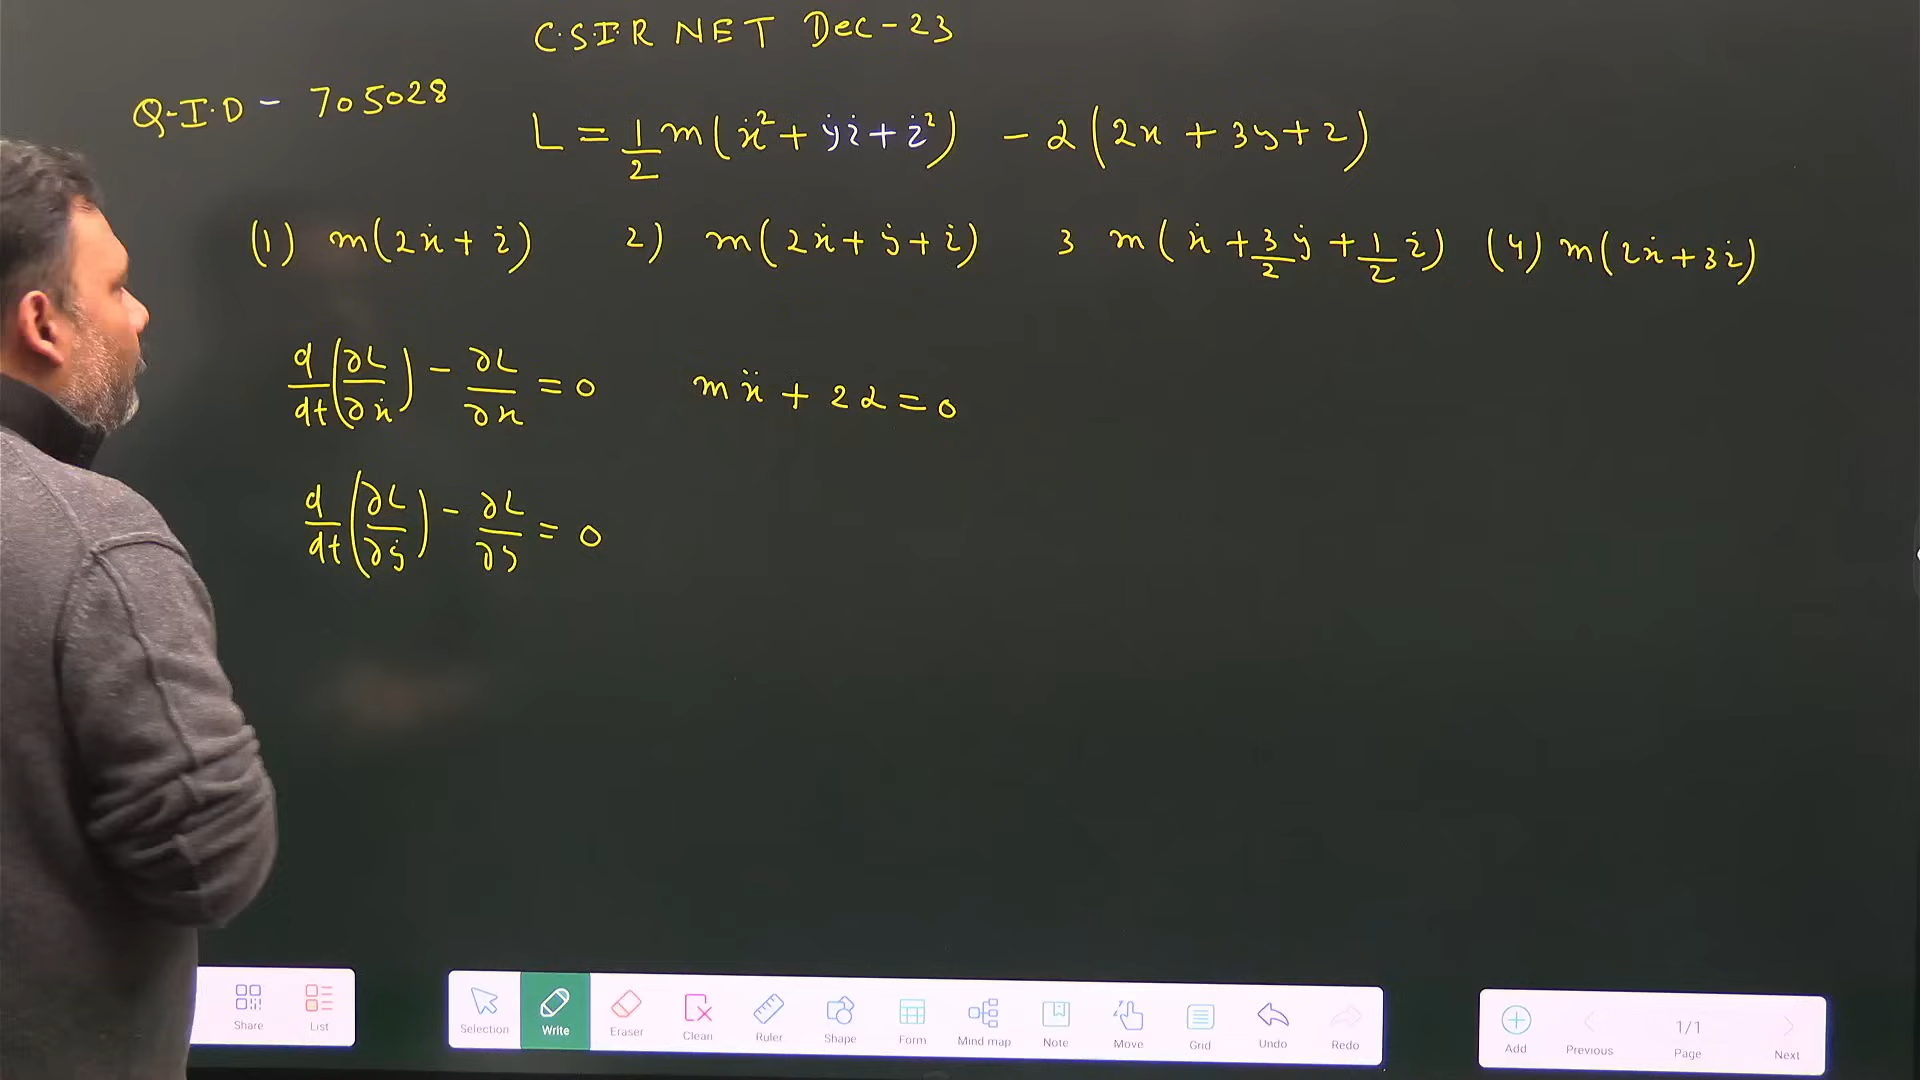 C.S.I.R NET Dec-23
Q.I.D - 705028
L = 1/2 m(ẋ² + ẏż + ż²) - α(2x + 3y + z)
(1) m(2ẋ + ż) 2) m(2ẋ + ẏ + ż) 3 m(ẋ + 3/2 ẏ + 1/2 ż) (4) m(2ẋ + 3ż)
d/dt(∂L/∂ẋ) - ∂L/∂x = 0 mẍ + 2α = 0
d/dt(∂L/∂ẏ) - ∂L/∂y = 0
Share List Selection Write Eraser Clean Ruler Shape Form Mind map Note Move Grid Undo Redo Add Previous 1/1 Page Next